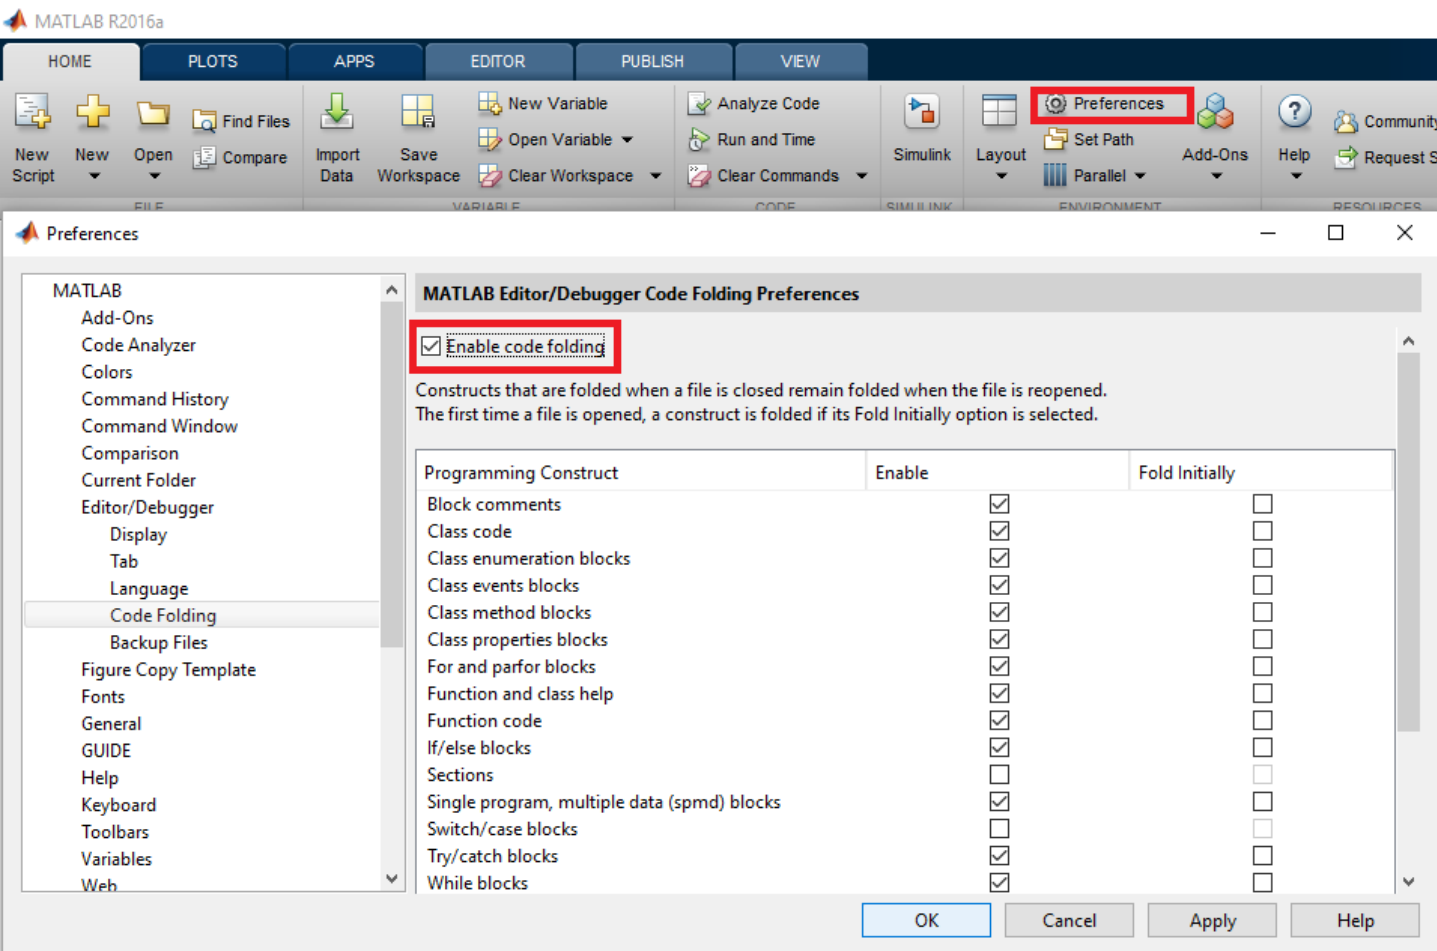 MATLAB R2016a
HOME PLOTS APPS EDITOR PUBLISH VIEW
New Script
New
Open
Find Files
Compare
Import Data
Save Workspace
New Variable
Open Variable
Clear Workspace
Analyze Code
Run and Time
Clear Commands
Simulink
Layout
Preferences
Set Path
Parallel
Add-Ons
Help
Community
Request S
FILE VARIABLE CODE SIMULINK ENVIRONMENT RESOURCES
Preferences
MATLAB
Add-Ons
Code Analyzer
Colors
Command History
Command Window
Comparison
Current Folder
Editor/Debugger
Display
Tab
Language
Code Folding
Backup Files
Figure Copy Template
Fonts
General
GUIDE
Help
Keyboard
Toolbars
Variables
Web
MATLAB Editor/Debugger Code Folding Preferences
Enable code folding
Constructs that are folded when a file is closed remain folded when the file is reopened.
The first time a file is opened, a construct is folded if its Fold Initially option is selected.
Programming Construct Enable Fold Initially
Block comments
Class code
Class enumeration blocks
Class events blocks
Class method blocks
Class properties blocks
For and parfor blocks
Function and class help
Function code
If/else blocks
Sections
Single program, multiple data (spmd) blocks
Switch/case blocks
Try/catch blocks
While blocks
OK Cancel Apply Help